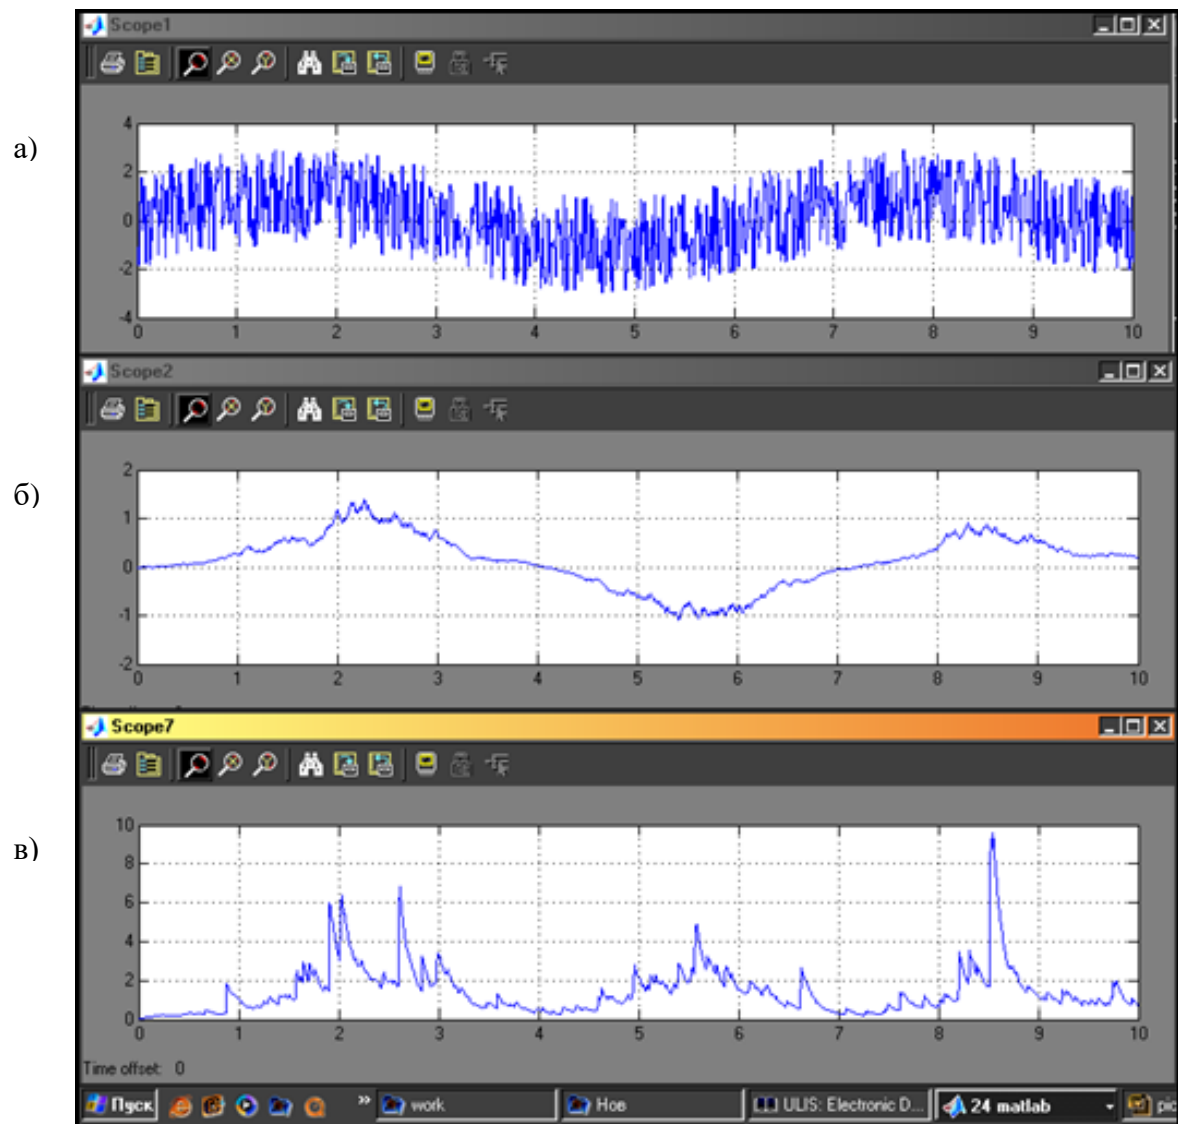 Scope1
а)
4
2
0
-2
-4
0 1 2 3 4 5 6 7 8 9 10
Scope2
б)
2
1
0
-1
-2
0 1 2 3 4 5 6 7 8 9 10
Scope7
в)
10
8
6
4
2
0
0 1 2 3 4 5 6 7 8 9 10
Time offset: 0
Пуск » work Нов ULIS: Electronic D... 24 matlab pic